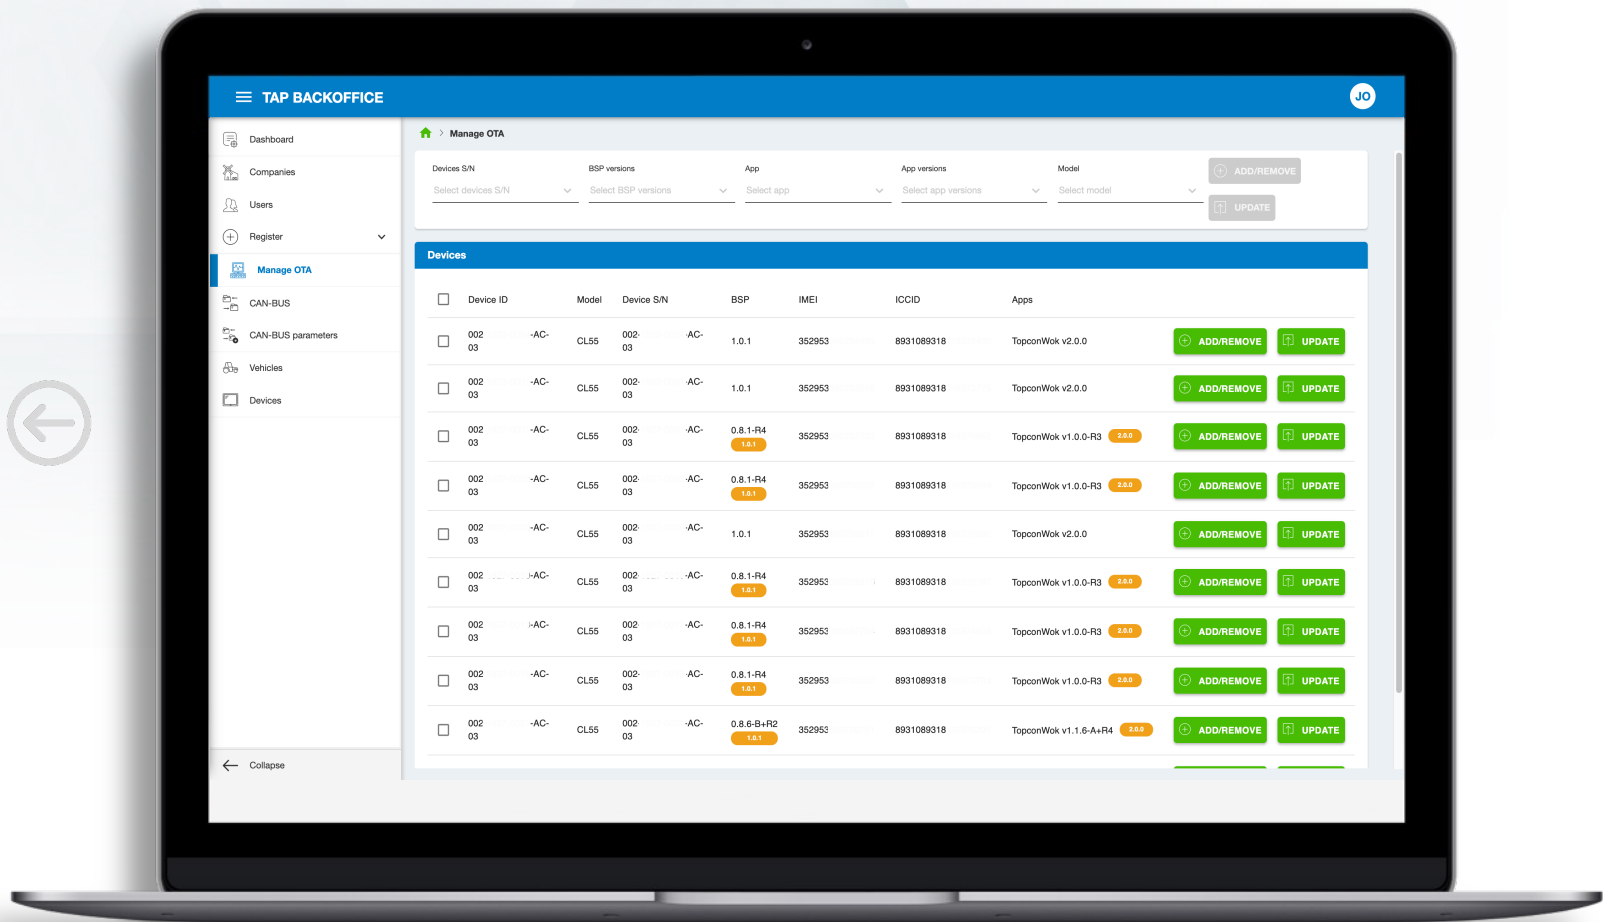 TAP BACKOFFICE
JO
Dashboard
Companies
Users
Register
Manage OTA
CAN-BUS
CAN-BUS parameters
Vehicles
Devices
Collapse
Manage OTA
Devices S/N BSP versions App App versions Model
Select devices S/N Select BSP versions Select app Select app versions Select model
ADD/REMOVE
UPDATE
Devices
Device ID Model Device S/N BSP IMEI ICCID Apps
002 -AC- 03 CL55 002- -AC- 03 1.0.1 352953 8931089318 TopconWok v2.0.0 ADD/REMOVE UPDATE
002 -AC- 03 CL55 002- -AC- 03 1.0.1 352953 8931089318 TopconWok v2.0.0 ADD/REMOVE UPDATE
002 -AC- 03 CL55 002- -AC- 03 0.8.1-R4 1.0.1 352953 8931089318 TopconWok v1.0.0-R3 2.0.0 ADD/REMOVE UPDATE
002 -AC- 03 CL55 002- -AC- 03 0.8.1-R4 1.0.1 352953 8931089318 TopconWok v1.0.0-R3 2.0.0 ADD/REMOVE UPDATE
002 -AC- 03 CL55 002- -AC- 03 1.0.1 352953 8931089318 TopconWok v2.0.0 ADD/REMOVE UPDATE
002 -AC- 03 CL55 002- -AC- 03 0.8.1-R4 1.0.1 352953 8931089318 TopconWok v1.0.0-R3 2.0.0 ADD/REMOVE UPDATE
002 -AC- 03 CL55 002- -AC- 03 0.8.1-R4 1.0.1 352953 8931089318 TopconWok v1.0.0-R3 2.0.0 ADD/REMOVE UPDATE
002 -AC- 03 CL55 002- -AC- 03 0.8.1-R4 1.0.1 352953 8931089318 TopconWok v1.0.0-R3 2.0.0 ADD/REMOVE UPDATE
002 -AC- 03 CL55 002- -AC- 03 0.8.6-B+R2 1.0.1 352953 8931089318 TopconWok v1.1.6-A+R4 2.0.0 ADD/REMOVE UPDATE